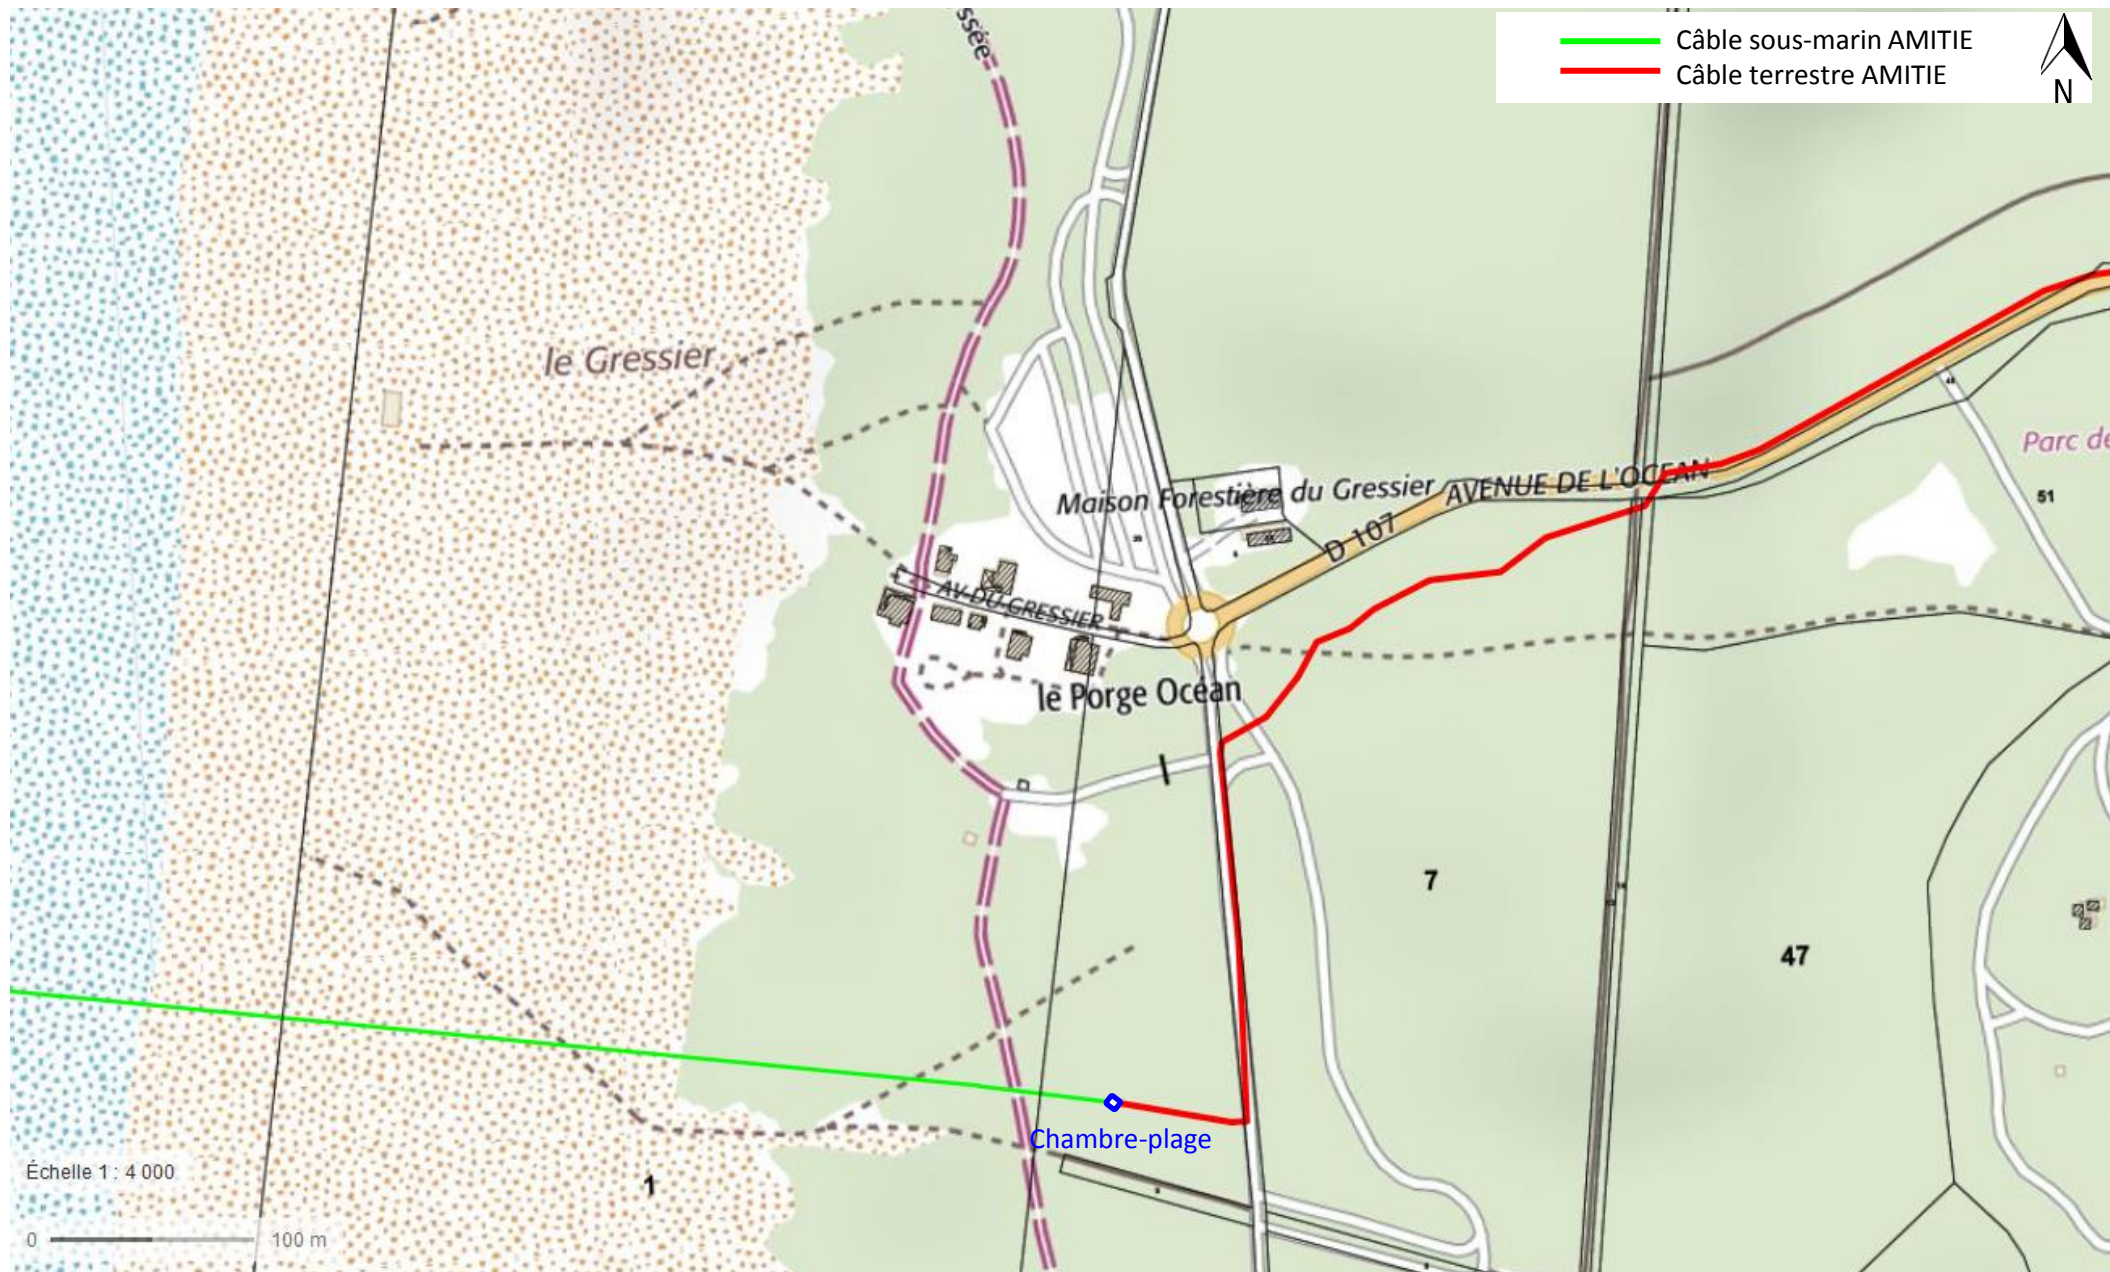 ssée
Câble sous-marin AMITIE
Câble terrestre AMITIE
N
le Gressier
Maison Forestière du Gressier
AVENUE DE L'OCEAN
D 107
Parc de
51
AV DU GRESSIER
le Porge Océan
7
47
Chambre-plage
Échelle 1 : 4 000
1
0
100 m